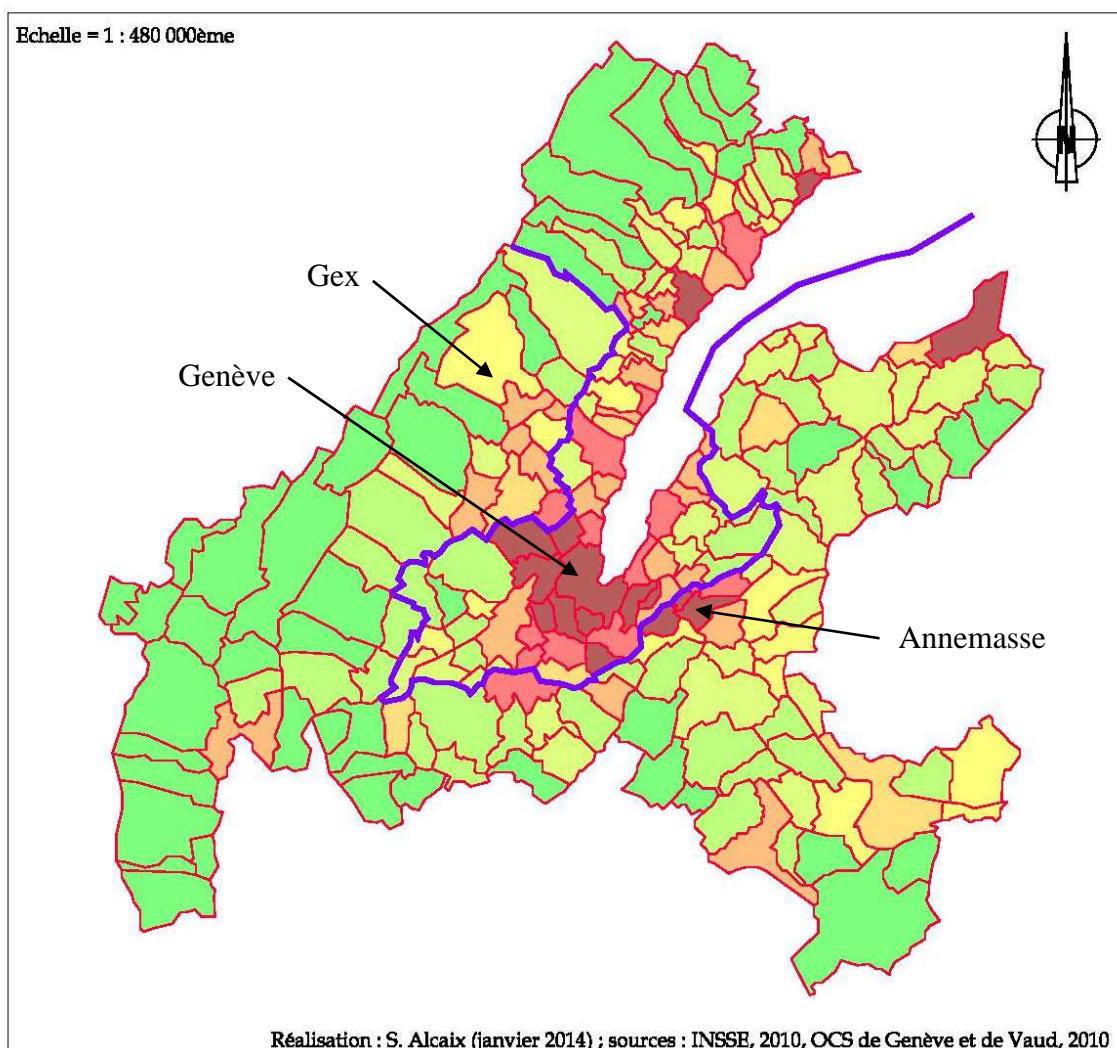 Echelle = 1 : 480 000ème
N
Gex
Genève
Annemasse
Réalisation : S. Alcaix (janvier 2014) ; sources : INSSE, 2010, OCS de Genève et de Vaud, 2010